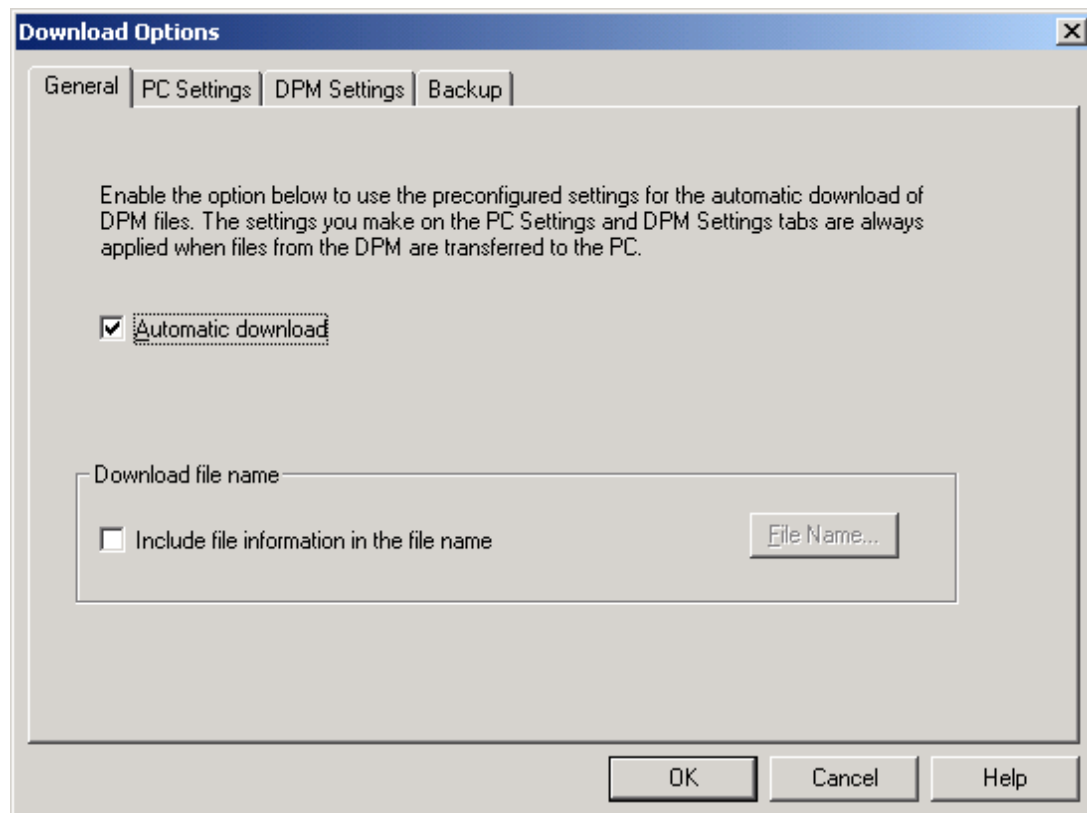 Download Options
General PC Settings DPM Settings Backup
Enable the option below to use the preconfigured settings for the automatic download of
DPM files. The settings you make on the PC Settings and DPM Settings tabs are always
applied when files from the DPM are transferred to the PC.
Automatic download
Download file name
Include file information in the file name File Name...
OK Cancel Help